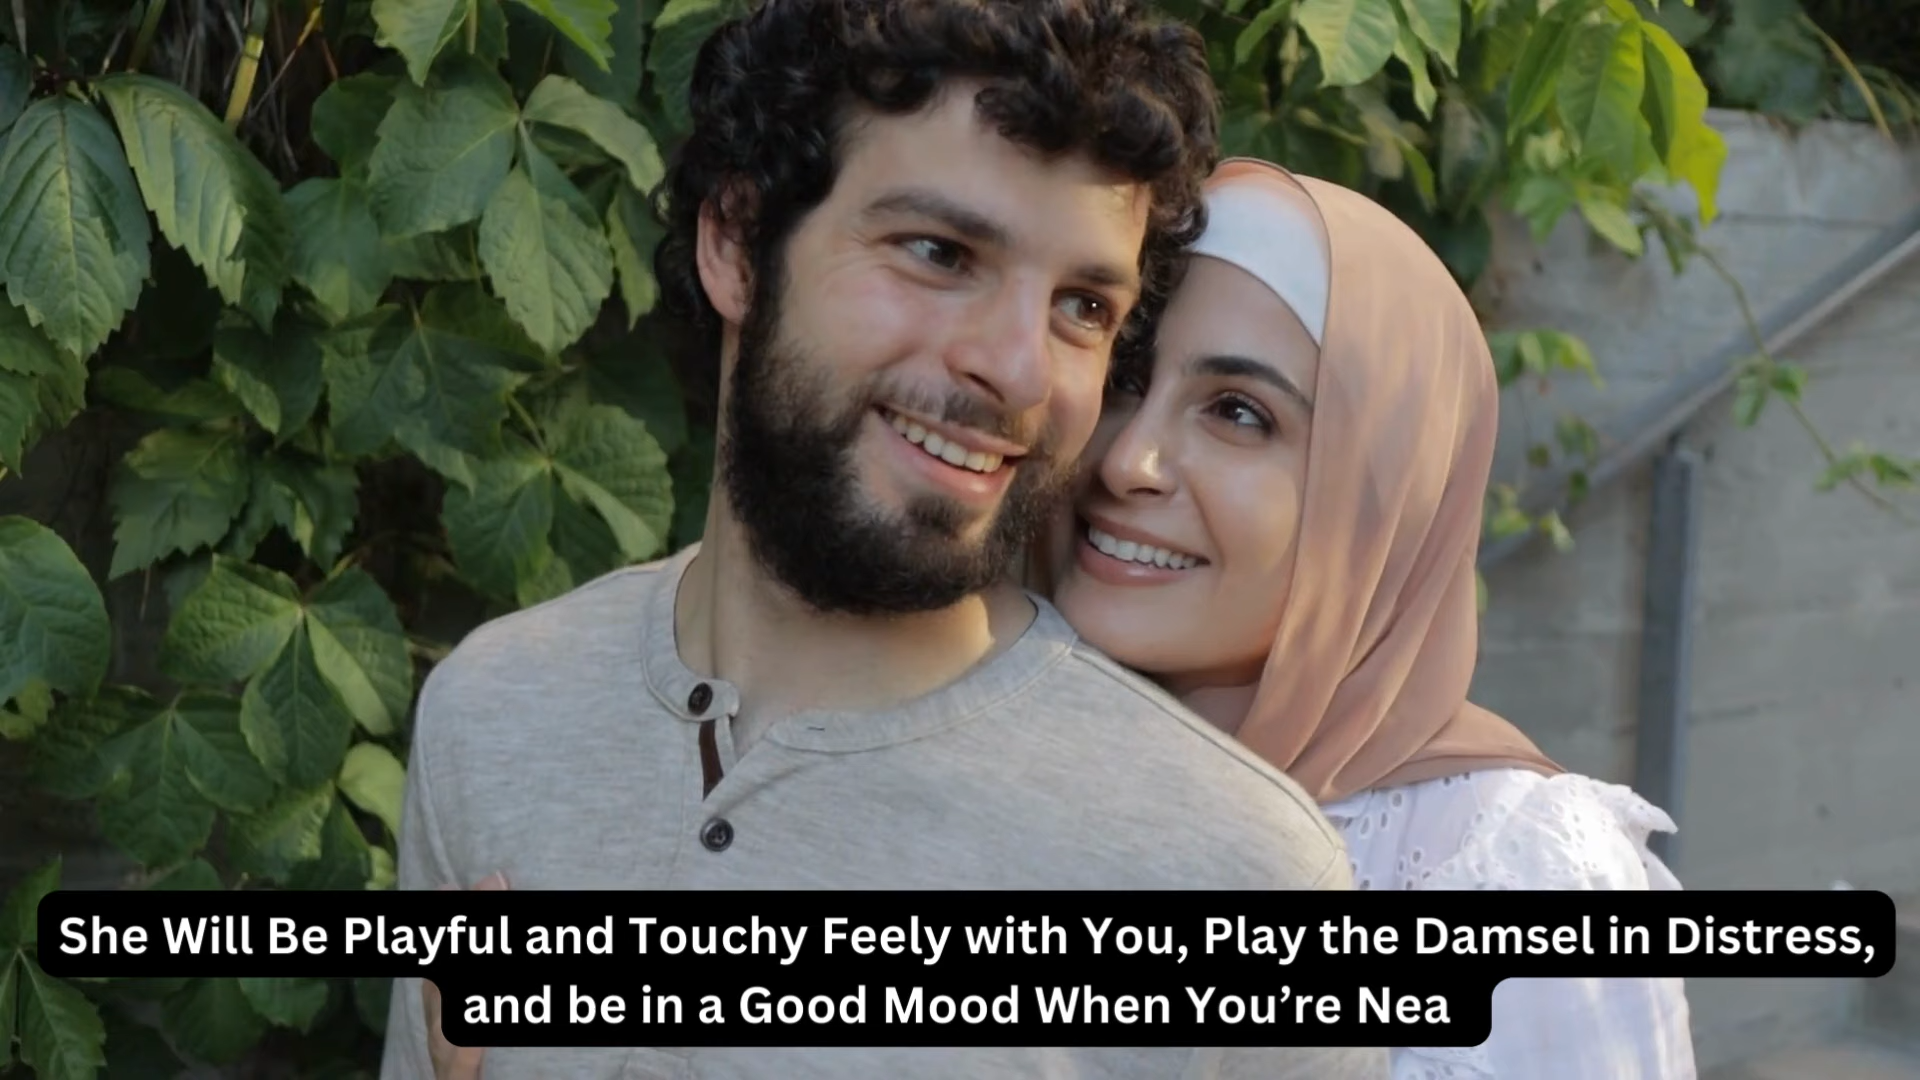 She Will Be Playful and Touchy Feely with You, Play the Damsel in Distress,
and be in a Good Mood When You’re Nea